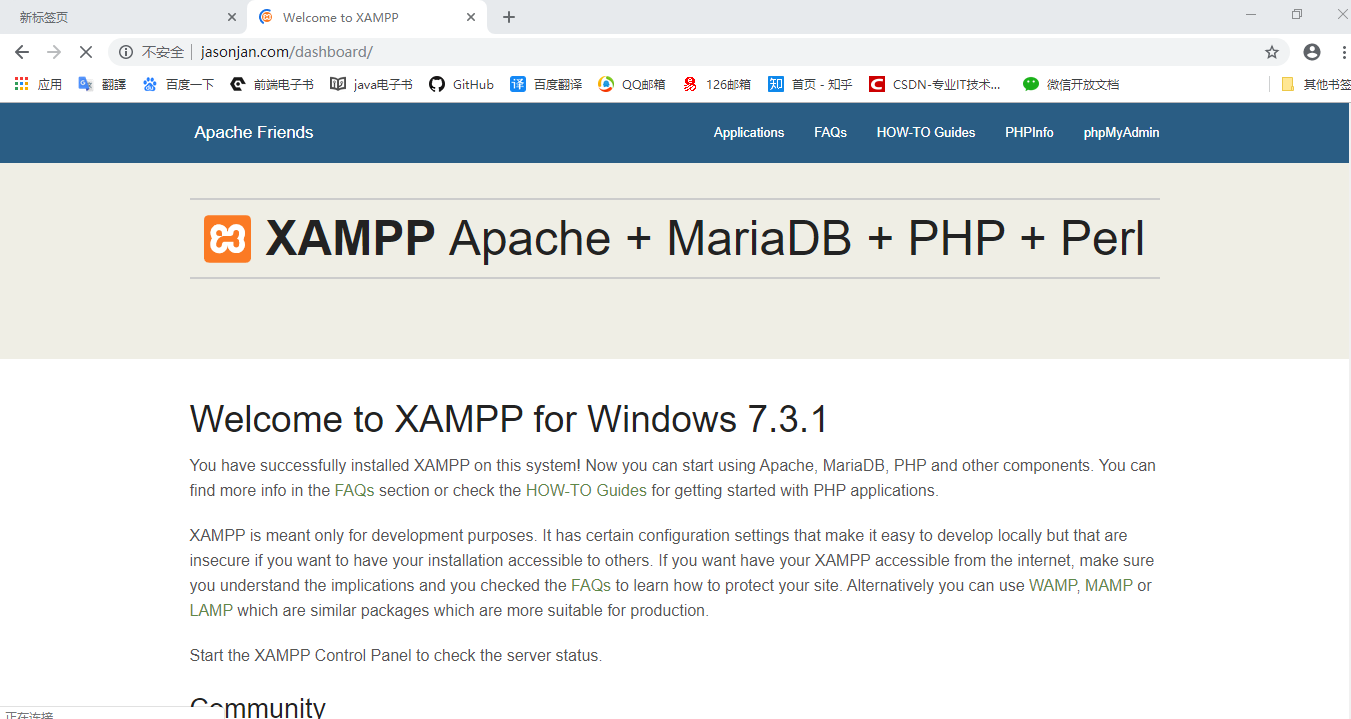 新标签页
Welcome to XAMPP
不安全 jasonjan.com/dashboard/
应用 翻譯 百度一下 前端电子书 java电子书 GitHub 百度翻译 QQ邮箱 126邮箱 首页 - 知乎 CSDN-专业IT技术... 微信开放文档 其他书签
Apache Friends Applications FAQs HOW-TO Guides PHPInfo phpMyAdmin
XAMPP Apache + MariaDB + PHP + Perl
Welcome to XAMPP for Windows 7.3.1
You have successfully installed XAMPP on this system! Now you can start using Apache, MariaDB, PHP and other components. You can
find more info in the FAQs section or check the HOW-TO Guides for getting started with PHP applications.
XAMPP is meant only for development purposes. It has certain configuration settings that make it easy to develop locally but that are
insecure if you want to have your installation accessible to others. If you want have your XAMPP accessible from the internet, make sure
you understand the implications and you checked the FAQs to learn how to protect your site. Alternatively you can use WAMP, MAMP or
LAMP which are similar packages which are more suitable for production.
Start the XAMPP Control Panel to check the server status.
Community
正在连接